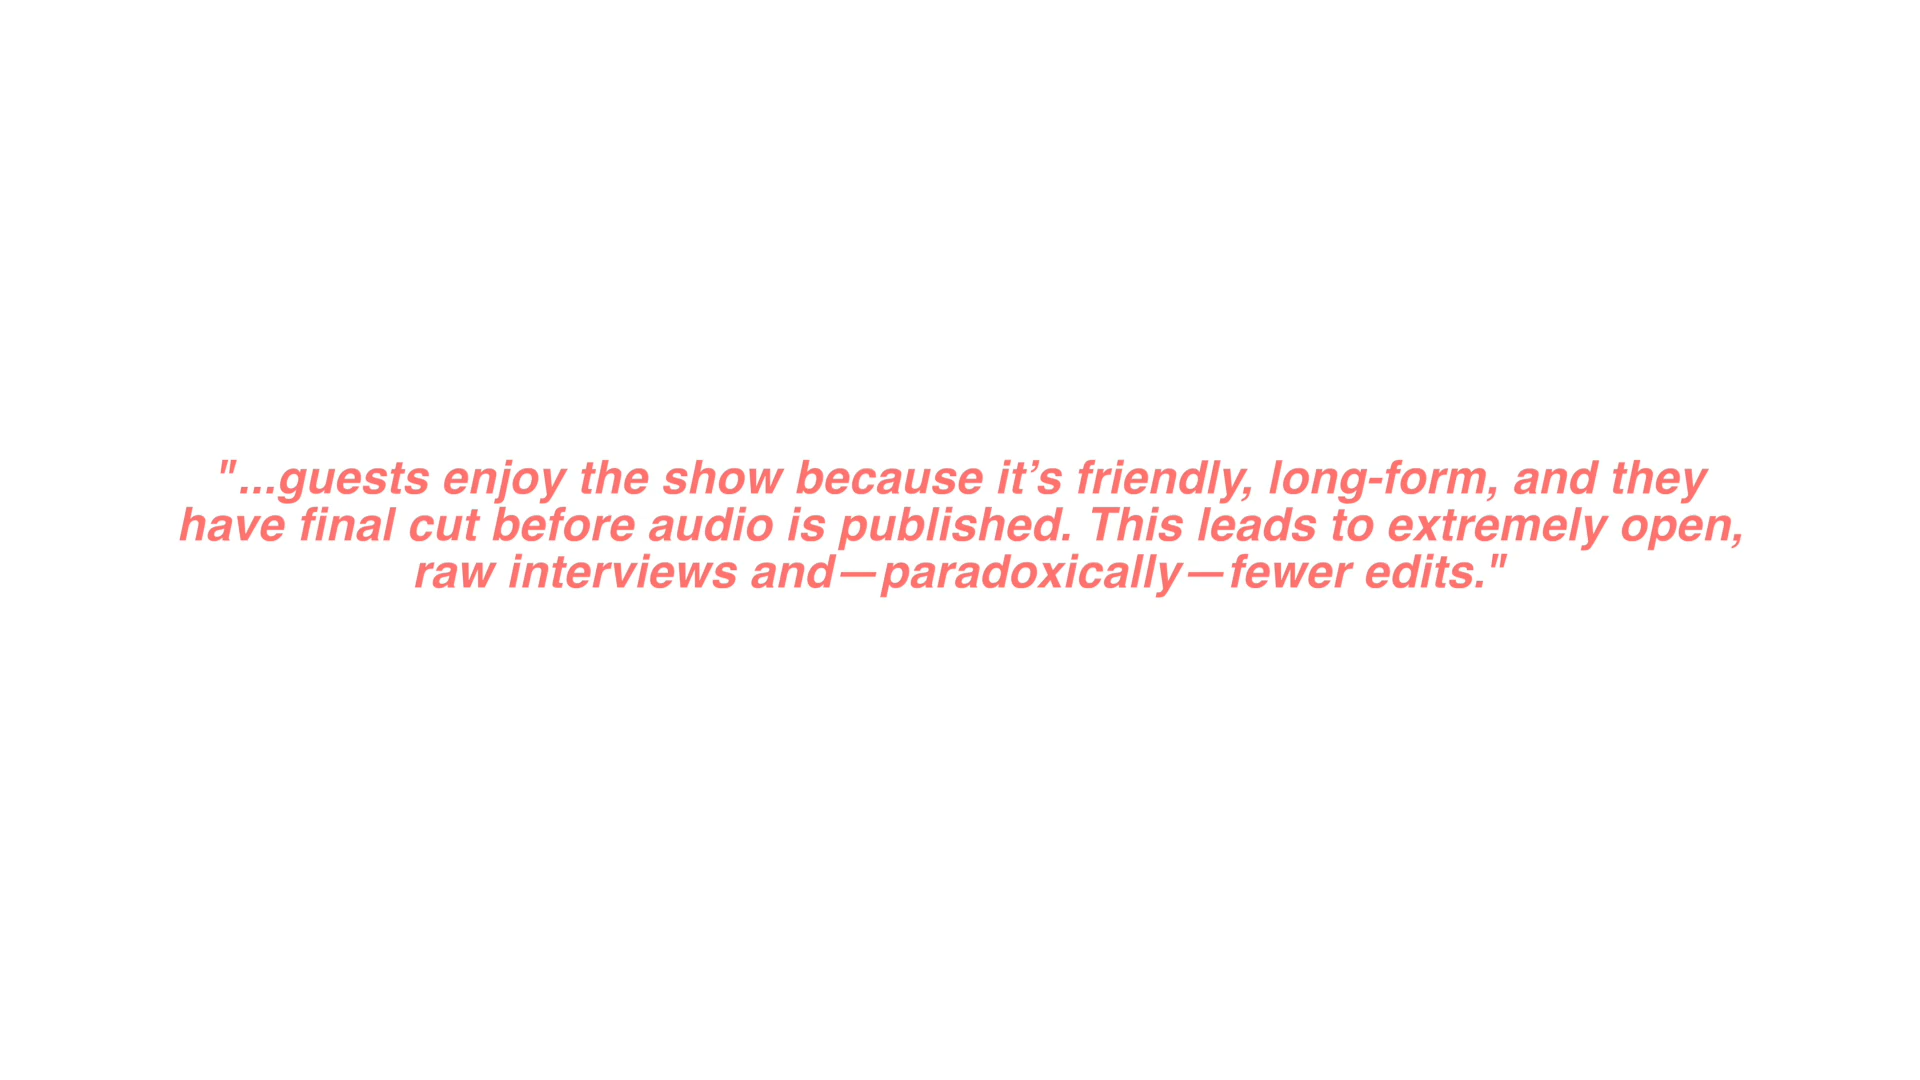 "...guests enjoy the show because it’s friendly, long-form, and they
have final cut before audio is published. This leads to extremely open,
raw interviews and—paradoxically—fewer edits."